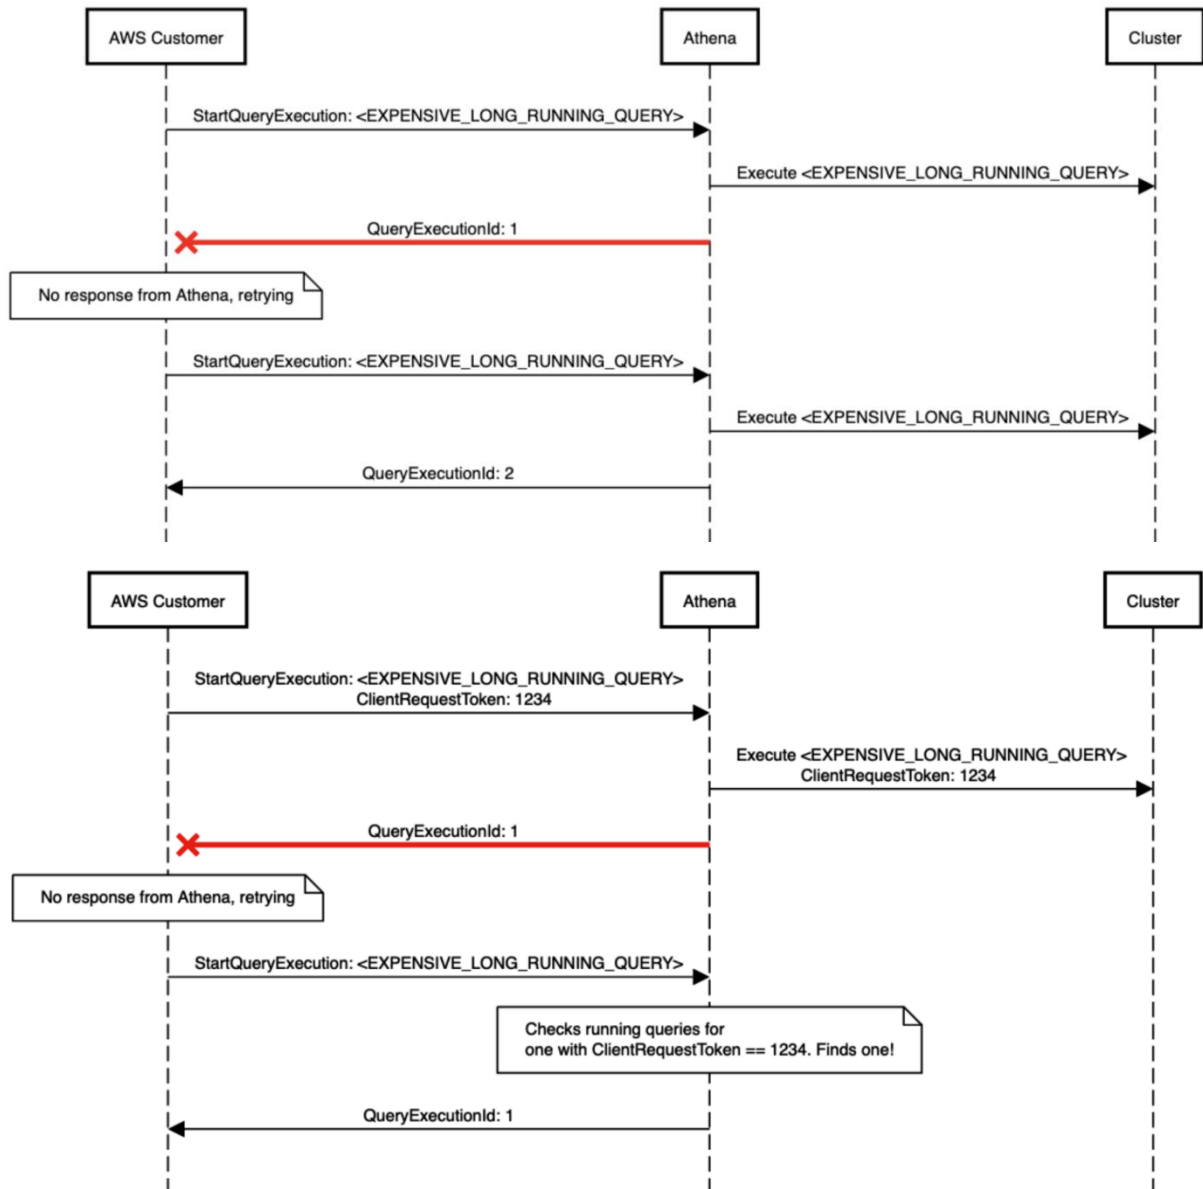 AWS Customer
Athena
Cluster
StartQueryExecution: <EXPENSIVE_LONG_RUNNING_QUERY>
Execute <EXPENSIVE_LONG_RUNNING_QUERY>
QueryExecutionId: 1
No response from Athena, retrying
StartQueryExecution: <EXPENSIVE_LONG_RUNNING_QUERY>
Execute <EXPENSIVE_LONG_RUNNING_QUERY>
QueryExecutionId: 2
AWS Customer
Athena
Cluster
StartQueryExecution: <EXPENSIVE_LONG_RUNNING_QUERY>
ClientRequestToken: 1234
Execute <EXPENSIVE_LONG_RUNNING_QUERY>
ClientRequestToken: 1234
QueryExecutionId: 1
No response from Athena, retrying
StartQueryExecution: <EXPENSIVE_LONG_RUNNING_QUERY>
Checks running queries for
one with ClientRequestToken == 1234. Finds one!
QueryExecutionId: 1